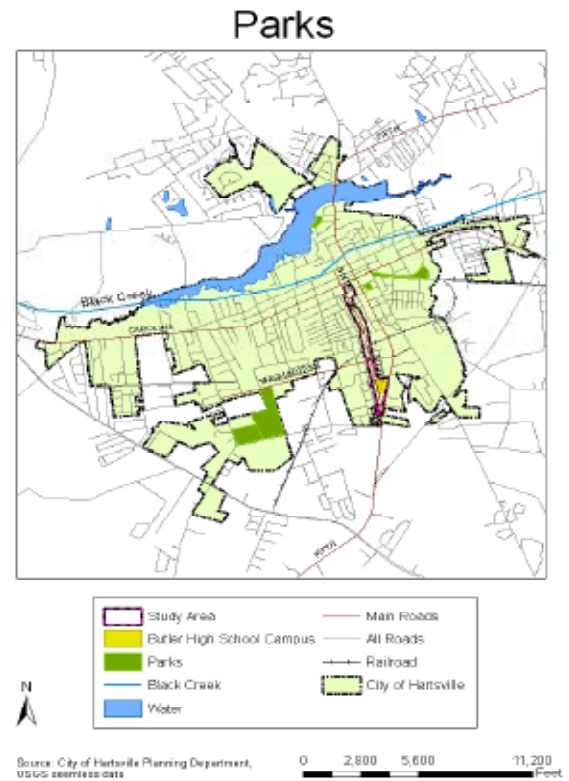 Parks
Black Creek
CAROLINA
Study Area
Butler High School Campus
Parks
Black Creek
Water
Main Roads
All Roads
Railroad
City of Hartsville
N
Source: City of Hartsville Planning Department,
USGS seamless data
0 2,800 5,600 11,200
Feet